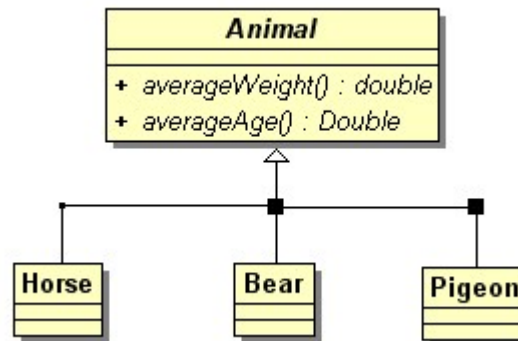 Animal
+ averageWeight() : double
+ averageAge() : Double
Horse
Bear
Pigeon